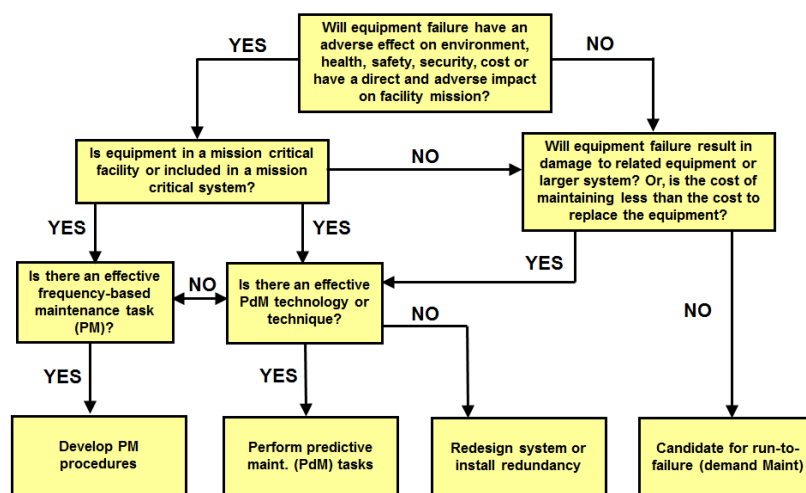 Will equipment failure have an
adverse effect on environment,
health, safety, security, cost or
have a direct and adverse impact
on facility mission?
YES
NO
Is equipment in a mission critical
facility or included in a mission
critical system?
NO
Will equipment failure result in
damage to related equipment or
larger system? Or, is the cost of
maintaining less than the cost to
replace the equipment?
YES
YES
YES
Is there an effective
frequency-based
maintenance task
(PM)?
NO
Is there an effective
PdM technology or
technique?
NO
NO
YES
YES
Develop PM
procedures
Perform predictive
maint. (PdM) tasks
Redesign system or
install redundancy
Candidate for run-to-
failure (demand Maint)